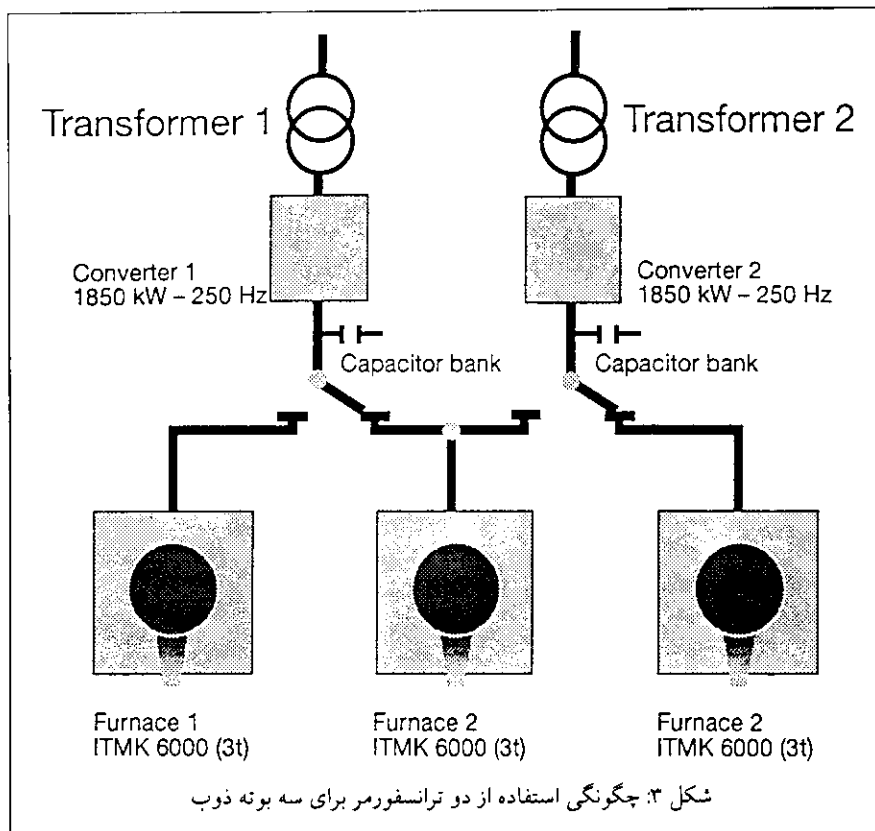 Transformer 1
Transformer 2
Converter 1
1850 kW – 250 Hz
Converter 2
1850 kW – 250 Hz
Capacitor bank
Capacitor bank
Furnace 1
ITMK 6000 (3t)
Furnace 2
ITMK 6000 (3t)
Furnace 2
ITMK 6000 (3t)
شکل ۳: چگونگی استفاده از دو ترانسفورمر برای سه بوته ذوب